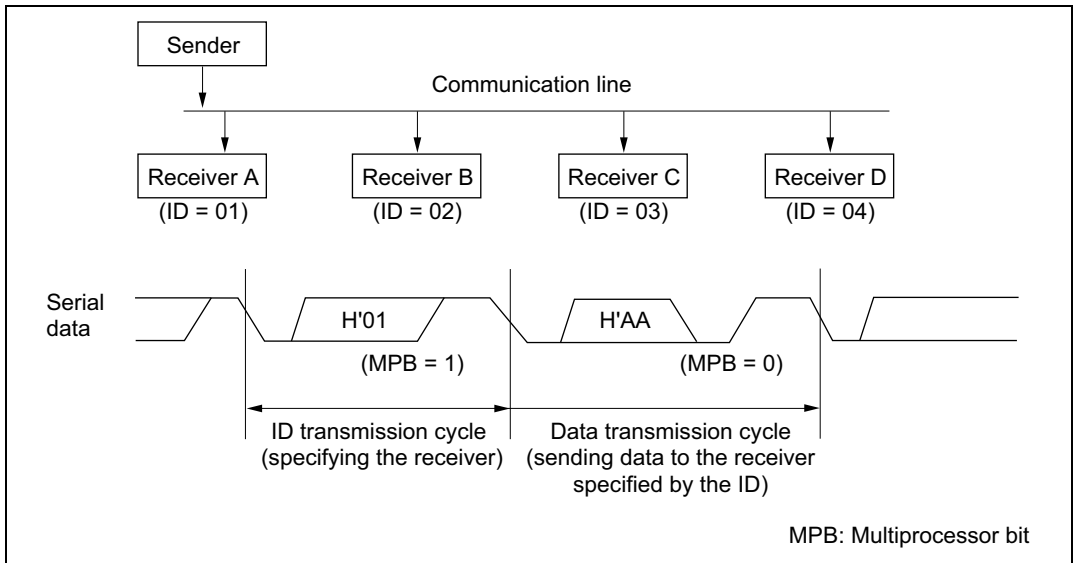 Sender
Communication line
Receiver A
Receiver B
Receiver C
Receiver D
(ID = 01)
(ID = 02)
(ID = 03)
(ID = 04)
Serial
data
H'01
H'AA
(MPB = 1)
(MPB = 0)
ID transmission cycle
(specifying the receiver)
Data transmission cycle
(sending data to the receiver
specified by the ID)
MPB: Multiprocessor bit